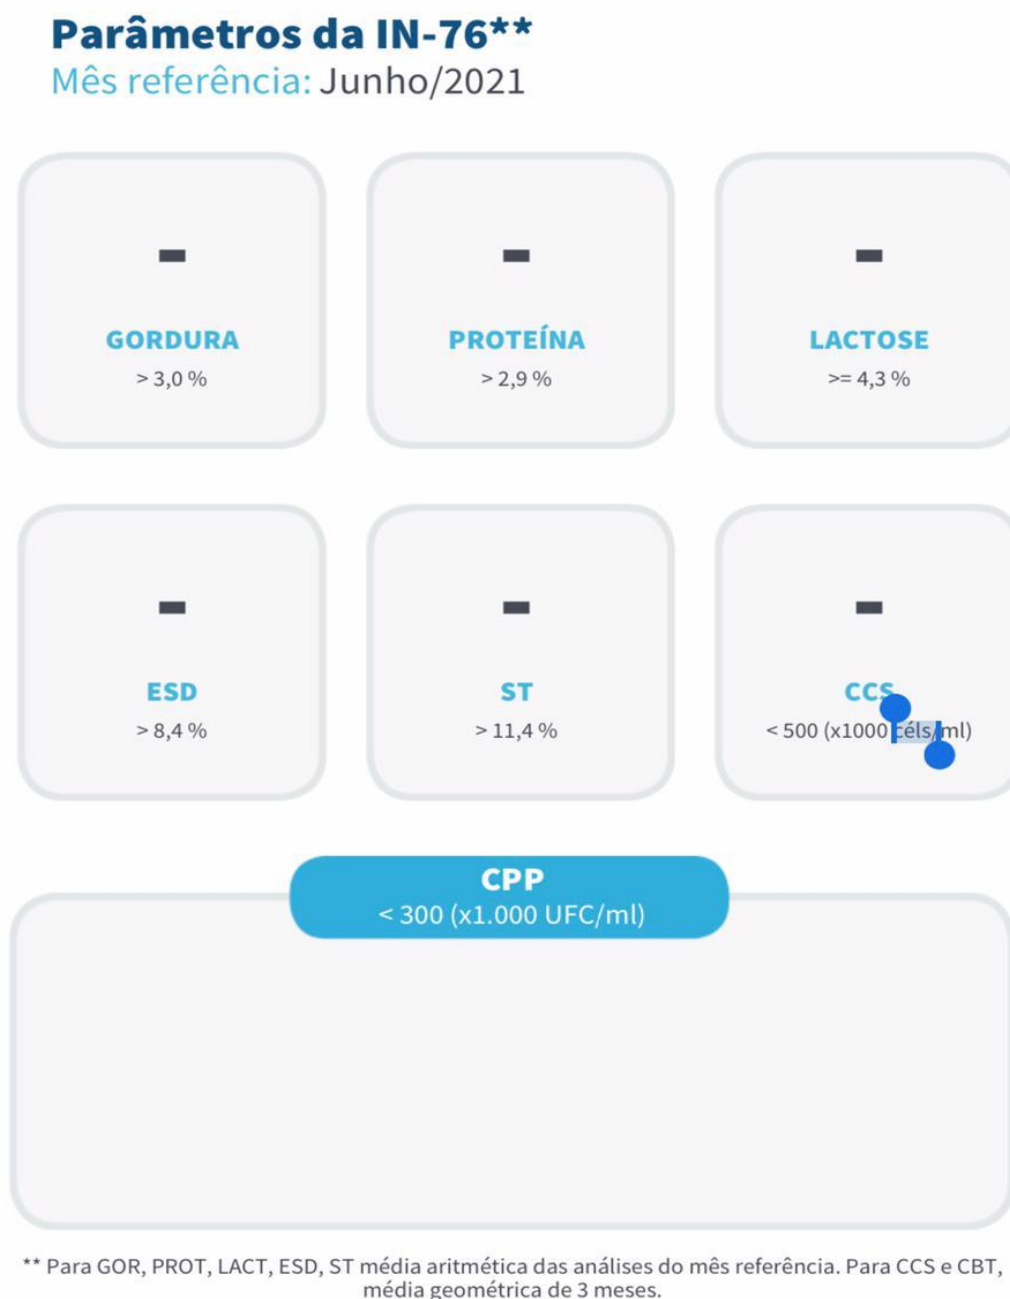 Parâmetros da IN-76**
Mês referência: Junho/2021
-
-
-
GORDURA
PROTEÍNA
LACTOSE
> 3,0 %
> 2,9 %
>= 4,3 %
-
-
-
ESD
ST
CCS
> 8,4 %
> 11,4 %
< 500 (x1000 céls/ml)
CPP
< 300 (x1.000 UFC/ml)
** Para GOR, PROT, LACT, ESD, ST média aritmética das análises do mês referência. Para CCS e CBT,
média geométrica de 3 meses.